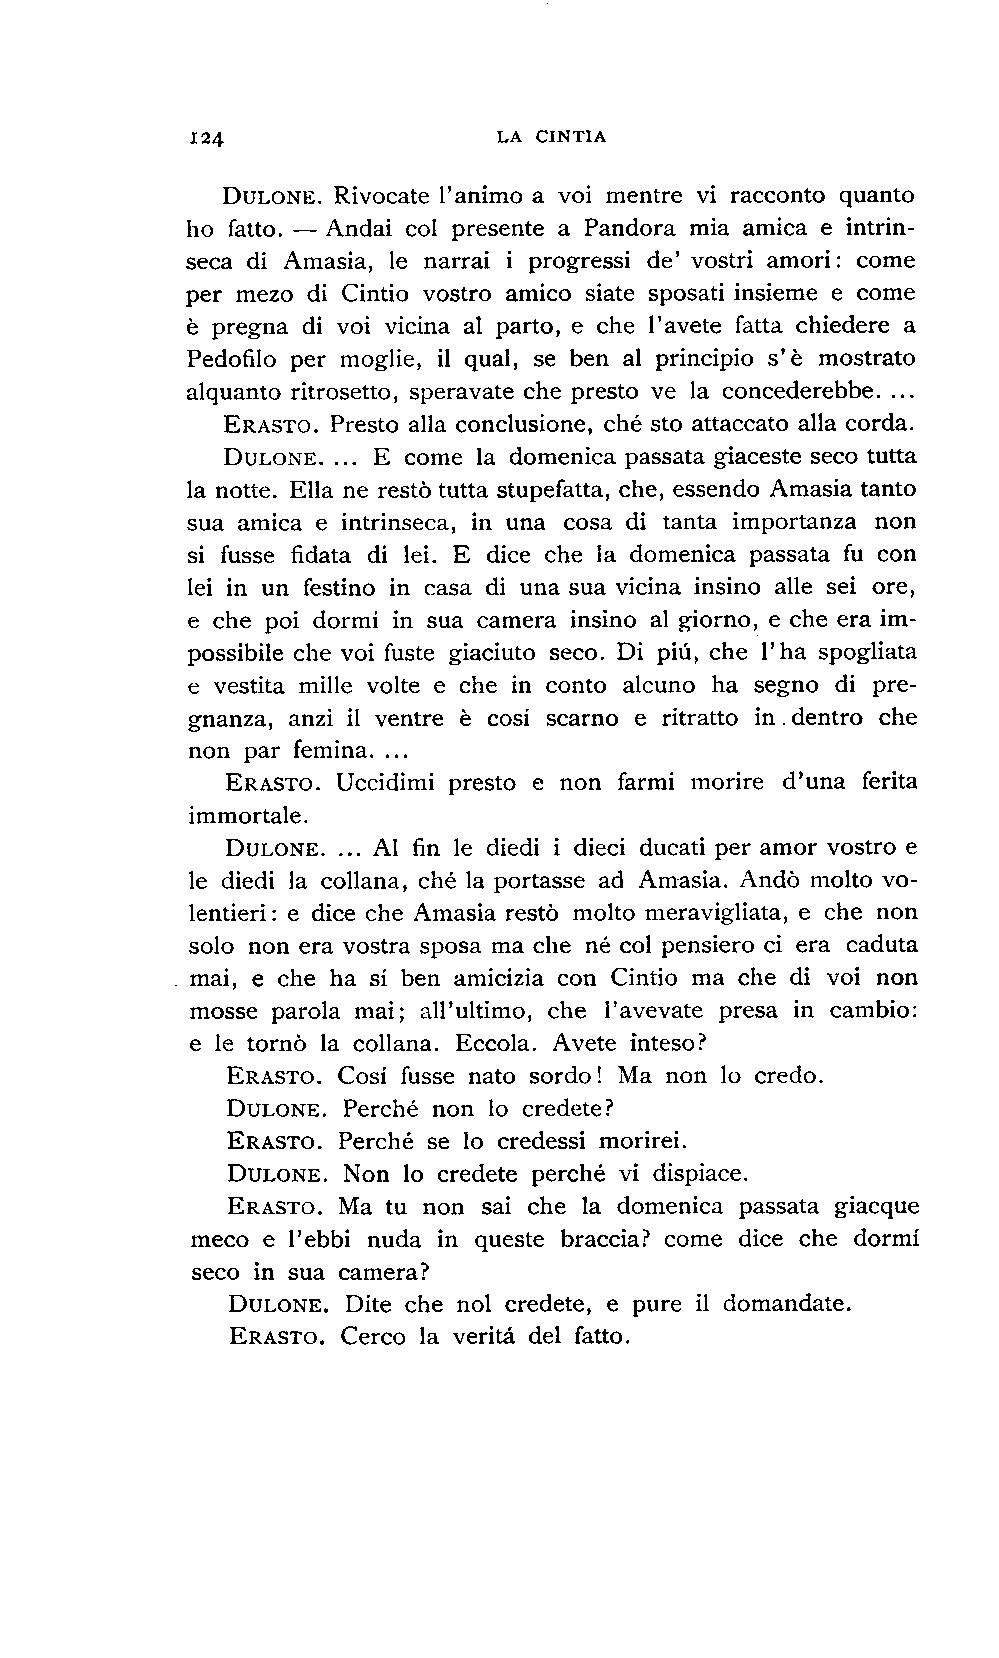 124 LA CINTIA
DULONE. Rivocate l'animo a voi mentre vi racconto quanto
ho fatto. — Andai col presente a Pandora mia amica e intrin-
seca di Amasia, le narrai i progressi de' vostri amori: come
per mezo di Cintio vostro amico siate sposati insieme e come
è pregna di voi vicina al parto, e che l'avete fatta chiedere a
Pedofilo per moglie, il qual, se ben al principio s'è mostrato
alquanto ritrosetto, speravate che presto ve la concederebbe. ...
ERASTO. Presto alla conclusione, ché sto attaccato alla corda.
DULONE. ... E come la domenica passata giaceste seco tutta
la notte. Ella ne restò tutta stupefatta, che, essendo Amasia tanto
sua amica e intrinseca, in una cosa di tanta importanza non
si fusse fidata di lei. E dice che la domenica passata fu con
lei in un festino in casa di una sua vicina insino alle sei ore,
e che poi dormi in sua camera insino al giorno, e che era im-
possibile che voi fuste giaciuto seco. Di piú, che l'ha spogliata
e vestita mille volte e che in conto alcuno ha segno di pre-
gnanza, anzi il ventre è cosí scarno e ritratto in dentro che
non par femina. ...
ERASTO. Uccidimi presto e non farmi morire d'una ferita
immortale.
DULONE. ... Al fin le diedi i dieci ducati per amor vostro e
le diedi la collana, ché la portasse ad Amasia. Andò molto vo-
lentieri: e dice che Amasia restò molto meravigliata, e che non
solo non era vostra sposa ma che né col pensiero ci era caduta
mai, e che ha sí ben amicizia con Cintio ma che di voi non
mosse parola mai; all'ultimo, che l'avevate presa in cambio:
e le tornò la collana. Eccola. Avete inteso?
ERASTO. Cosí fusse nato sordo! Ma non lo credo.
DULONE. Perché non lo credete?
ERASTO. Perché se lo credessi morirei.
DULONE. Non lo credete perché vi dispiace.
ERASTO. Ma tu non sai che la domenica passata giacque
meco e l'ebbi nuda in queste braccia? come dice che dormí
seco in sua camera?
DULONE. Dite che nol credete, e pure il domandate.
ERASTO. Cerco la veritá del fatto.